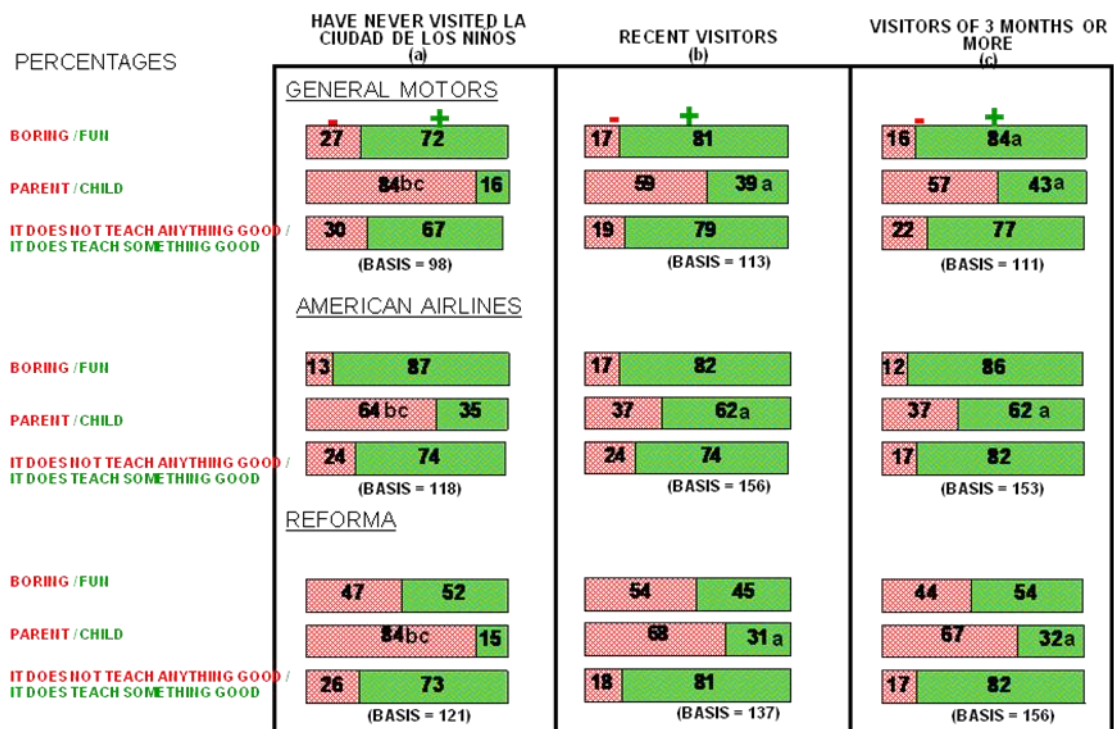 PERCENTAGES
HAVE NEVER VISITED LA
CIUDAD DE LOS NIÑOS
(a)
RECENT VISITORS
(b)
VISITORS OF 3 MONTHS OR
MORE
(c)
GENERAL MOTORS
- + - + - +
BORING / FUN 27 72 17 81 16 84a
PARENT / CHILD 84bc 16 59 39 a 57 43a
IT DOES NOT TEACH ANYTHING GOOD /
IT DOES TEACH SOMETHING GOOD 30 67 19 79 22 77
(BASIS = 98) (BASIS = 113) (BASIS = 111)
AMERICAN AIRLINES
BORING / FUN 13 87 17 82 12 86
PARENT / CHILD 64 bc 35 37 62a 37 62 a
IT DOES NOT TEACH ANYTHING GOOD /
IT DOES TEACH SOMETHING GOOD 24 74 24 74 17 82
(BASIS = 118) (BASIS = 156) (BASIS = 153)
REFORMA
BORING / FUN 47 52 54 45 44 54
PARENT / CHILD 84bc 15 68 31 a 67 32a
IT DOES NOT TEACH ANYTHING GOOD /
IT DOES TEACH SOMETHING GOOD 26 73 18 81 17 82
(BASIS = 121) (BASIS = 137) (BASIS = 156)